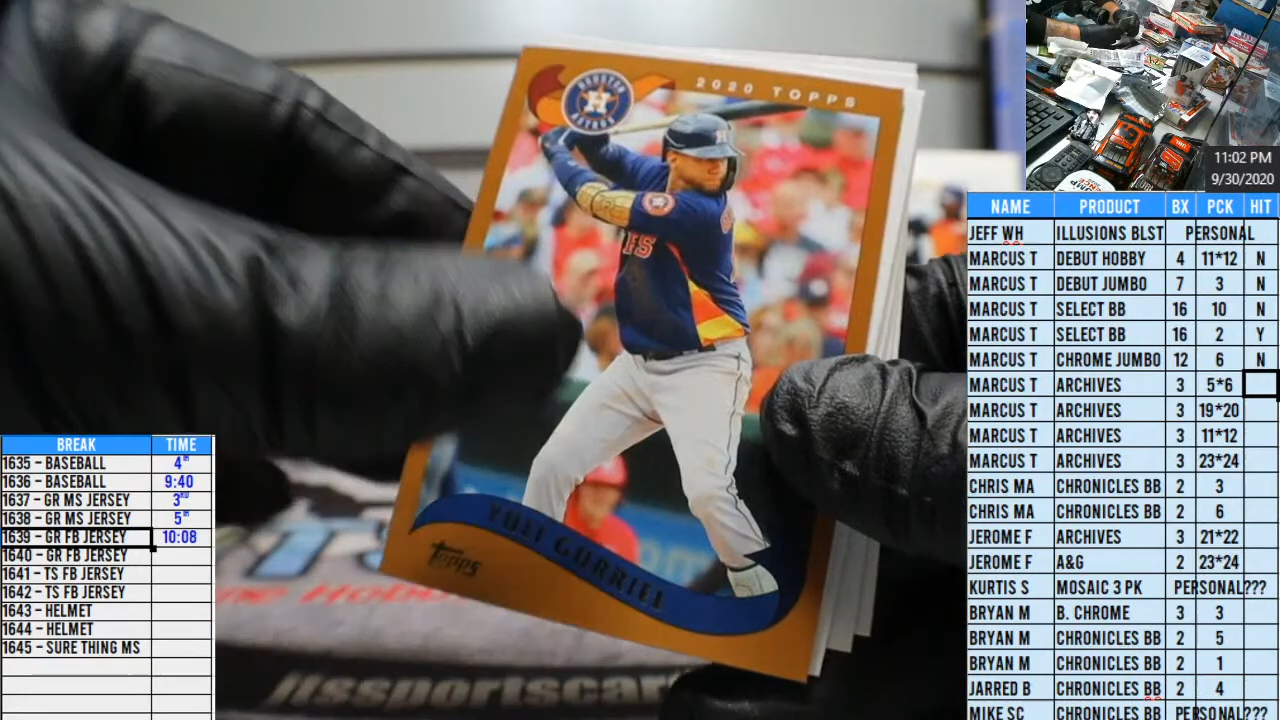 2020 TOPPS
HOUSTON
ASTROS
H
YULI GURRIEL
Topps
11:02 PM
9/30/2020
NAME PRODUCT BX PCK HIT
JEFF WH ILLUSIONS BLST PERSONAL
MARCUS T DEBUT HOBBY 4 11*12 N
MARCUS T DEBUT JUMBO 7 3 N
MARCUS T SELECT BB 16 10 N
MARCUS T SELECT BB 16 2 Y
MARCUS T CHROME JUMBO 12 6 N
MARCUS T ARCHIVES 3 5*6
MARCUS T ARCHIVES 3 19*20
MARCUS T ARCHIVES 3 11*12
MARCUS T ARCHIVES 3 23*24
CHRIS MA CHRONICLES BB 2 3
CHRIS MA CHRONICLES BB 2 6
JEROME F ARCHIVES 3 21*22
JEROME F A&G 2 23*24
KURTIS S MOSAIC 3 PK PERSONAL???
BRYAN M B. CHROME 3 3
BRYAN M CHRONICLES BB 2 5
BRYAN M CHRONICLES BB 2 1
JARRED B CHRONICLES BB 2 4
MIKE SC CHRONICLES BB PERSONAL???
BREAK TIME
1635 - BASEBALL 4TH
1636 - BASEBALL 9:40
1637 - GR MS JERSEY 3RD
1638 - GR MS JERSEY 5TH
1639 - GR FB JERSEY 10:08
1640 - GR FB JERSEY
1641 - TS FB JERSEY
1642 - TS FB JERSEY
1643 - HELMET
1644 - HELMET
1645 - SURE THING MS
jtssportscar